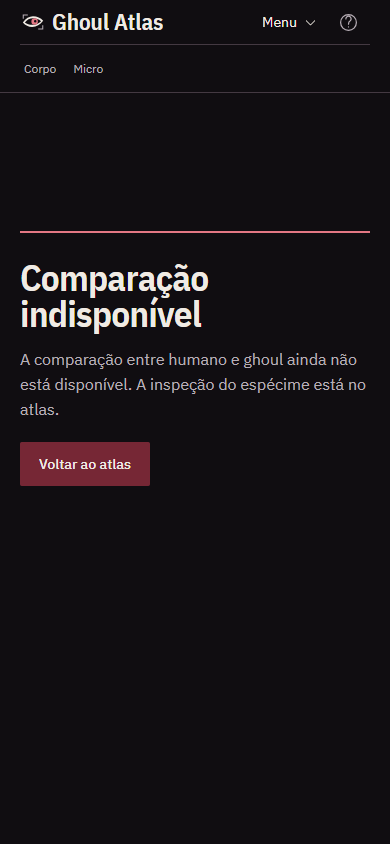 Ghoul Atlas
Menu
Corpo Micro
Comparação
indisponível
A comparação entre humano e ghoul ainda não
está disponível. A inspeção do espécime está no
atlas.
Voltar ao atlas